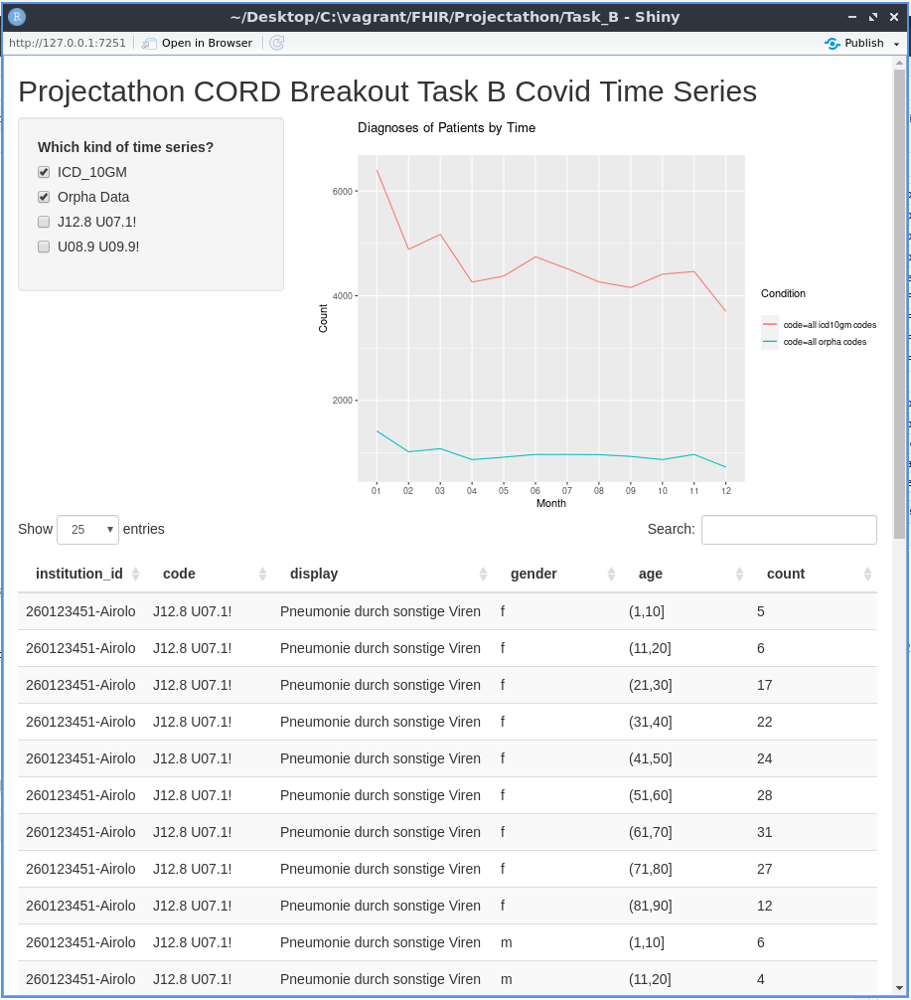 ~/Desktop/C:\vagrant/FHIR/Projectathon/Task_B - Shiny
http://127.0.0.1:7251 Open in Browser Publish
Projectathon CORD Breakout Task B Covid Time Series
Which kind of time series?
ICD_10GM
Orpha Data
J12.8 U07.1!
U08.9 U09.9!
Diagnoses of Patients by Time
Count
6000
4000
2000
01 02 03 04 05 06 07 08 09 10 11 12
Month
Condition
code=all icd10gm codes
code=all orpha codes
Show 25 entries Search:
institution_id code display gender age count
260123451-Airolo J12.8 U07.1! Pneumonie durch sonstige Viren f (1,10] 5
260123451-Airolo J12.8 U07.1! Pneumonie durch sonstige Viren f (11,20] 6
260123451-Airolo J12.8 U07.1! Pneumonie durch sonstige Viren f (21,30] 17
260123451-Airolo J12.8 U07.1! Pneumonie durch sonstige Viren f (31,40] 22
260123451-Airolo J12.8 U07.1! Pneumonie durch sonstige Viren f (41,50] 24
260123451-Airolo J12.8 U07.1! Pneumonie durch sonstige Viren f (51,60] 28
260123451-Airolo J12.8 U07.1! Pneumonie durch sonstige Viren f (61,70] 31
260123451-Airolo J12.8 U07.1! Pneumonie durch sonstige Viren f (71,80] 27
260123451-Airolo J12.8 U07.1! Pneumonie durch sonstige Viren f (81,90] 12
260123451-Airolo J12.8 U07.1! Pneumonie durch sonstige Viren m (1,10] 6
260123451-Airolo J12.8 U07.1! Pneumonie durch sonstige Viren m (11,20] 4